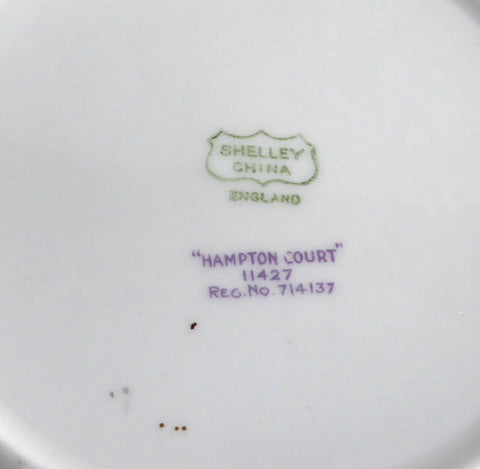 SHELLEY
CHINA
ENGLAND
"HAMPTON COURT"
11427
REG. No. 714137